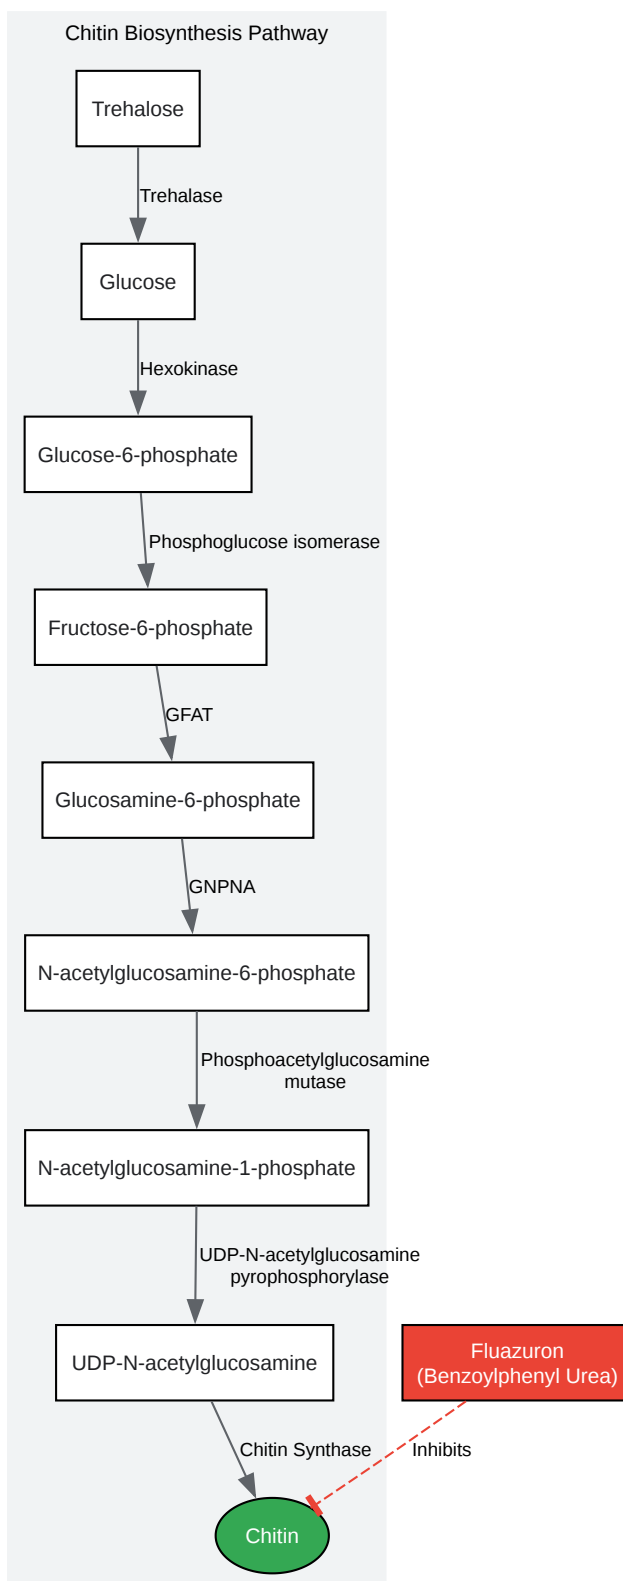 Chitin Biosynthesis Pathway
Trehalose
Trehalase
Glucose
Hexokinase
Glucose-6-phosphate
Phosphoglucose isomerase
Fructose-6-phosphate
GFAT
Glucosamine-6-phosphate
GNPNA
N-acetylglucosamine-6-phosphate
Phosphoacetylglucosamine
mutase
N-acetylglucosamine-1-phosphate
UDP-N-acetylglucosamine
pyrophosphorylase
UDP-N-acetylglucosamine
Fluazuron
(Benzoylphenyl Urea)
Chitin Synthase
Inhibits
Chitin